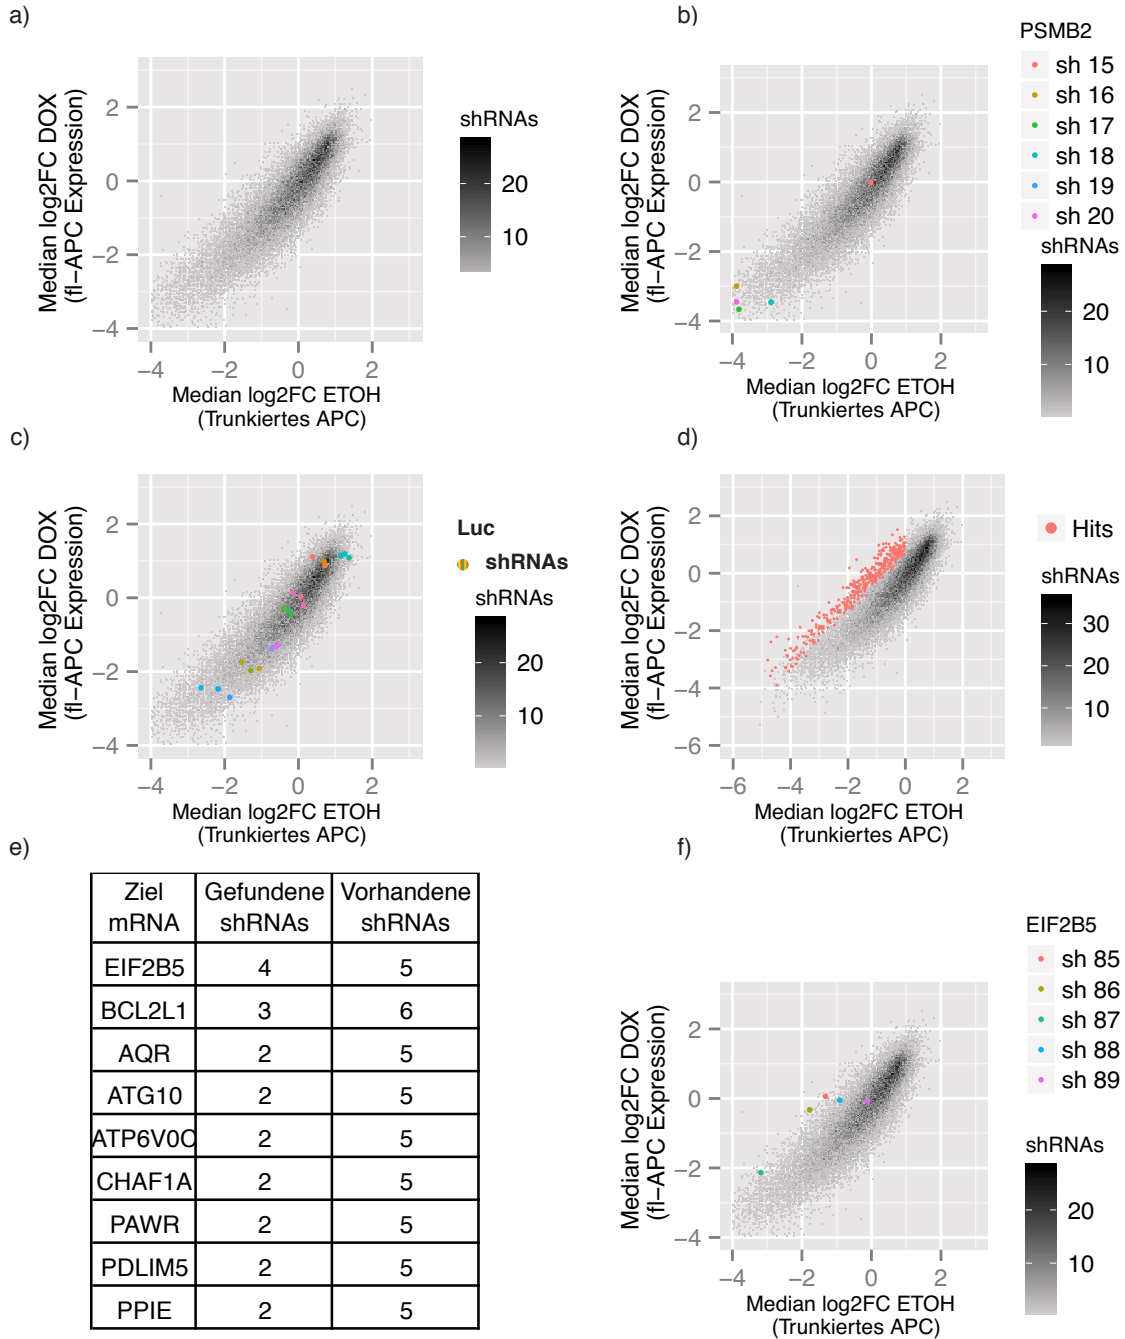 a)
Median log2FC DOX
(fl−APC Expression)
2
0
−2
−4
−4
−2
0
2
Median log2FC ETOH
(Trunkiertes APC)
shRNAs
20
10
b)
Median log2FC DOX
(fl−APC Expression)
2
0
−2
−4
−4
−2
0
2
Median log2FC ETOH
(Trunkiertes APC)
PSMB2
sh 15
sh 16
sh 17
sh 18
sh 19
sh 20
shRNAs
20
10
c)
Median log2FC DOX
(fl−APC Expression)
2
0
−2
−4
−4
−2
0
2
Median log2FC ETOH
(Trunkiertes APC)
Luc
shRNAs
shRNAs
20
10
d)
Median log2FC DOX
(fl−APC Expression)
2
0
−2
−4
−6
−6
−4
−2
0
2
Median log2FC ETOH
(Trunkiertes APC)
Hits
shRNAs
30
20
10
e)
Ziel mRNA Gefundene shRNAs Vorhandene shRNAs
EIF2B5 4 5
BCL2L1 3 6
AQR 2 5
ATG10 2 5
ATP6V0C 2 5
CHAF1A 2 5
PAWR 2 5
PDLIM5 2 5
PPIE 2 5
f)
Median log2FC DOX
(fl−APC Expression)
2
0
−2
−4
−4
−2
0
2
Median log2FC ETOH
(Trunkiertes APC)
EIF2B5
sh 85
sh 86
sh 87
sh 88
sh 89
shRNAs
20
10